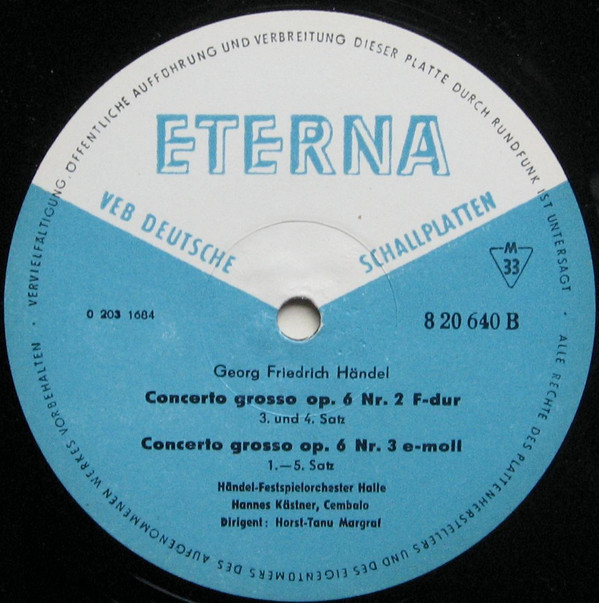 ALLE RECHTE DES PLATTENHERSTELLERS UND DES EIGENTÜMERS DES AUFGENOMMENEN WERKES VORBEHALTEN · VERVIELFÄLTIGUNG, ÖFFENTLICHE AUFFÜHRUNG UND VERBREITUNG DIESER PLATTE DURCH RUNDFUNK IST UNTERSAGT ·
ETERNA
VEB DEUTSCHE SCHALLPLATTEN
M
33
0 203 1684
8 20 640 B
Georg Friedrich Händel
Concerto grosso op. 6 Nr. 2 F-dur
3. und 4. Satz
Concerto grosso op. 6 Nr. 3 e-moll
1.—5. Satz
Händel-Festspielorchester Halle
Hannes Kästner, Cembalo
Dirigent: Horst-Tanu Margraf